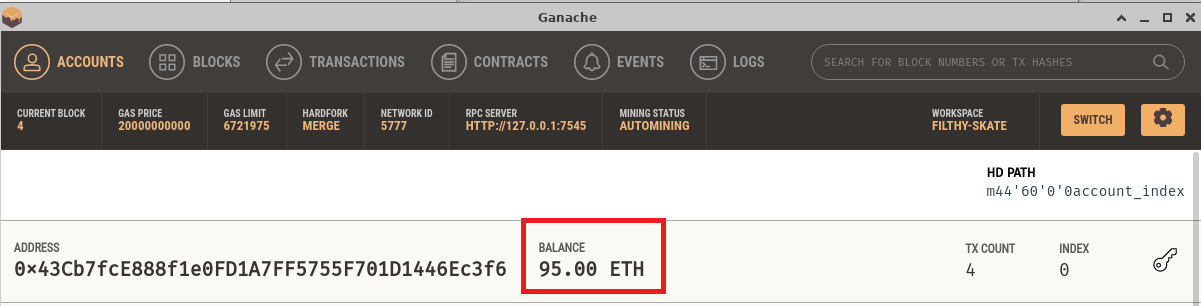 Ganache
ACCOUNTS BLOCKS TRANSACTIONS CONTRACTS EVENTS LOGS SEARCH FOR BLOCK NUMBERS OR TX HASHES
CURRENT BLOCK GAS PRICE GAS LIMIT HARDFORK NETWORK ID RPC SERVER MINING STATUS WORKSPACE
4 20000000000 6721975 MERGE 5777 HTTP://127.0.0.1:7545 AUTOMINING FILTHY-SKATE SWITCH
HD PATH
m44'60'0'0account_index
ADDRESS BALANCE TX COUNT INDEX
0×43Cb7fcE888f1e0FD1A7FF5755F701D1446Ec3f6 95.00 ETH 4 0